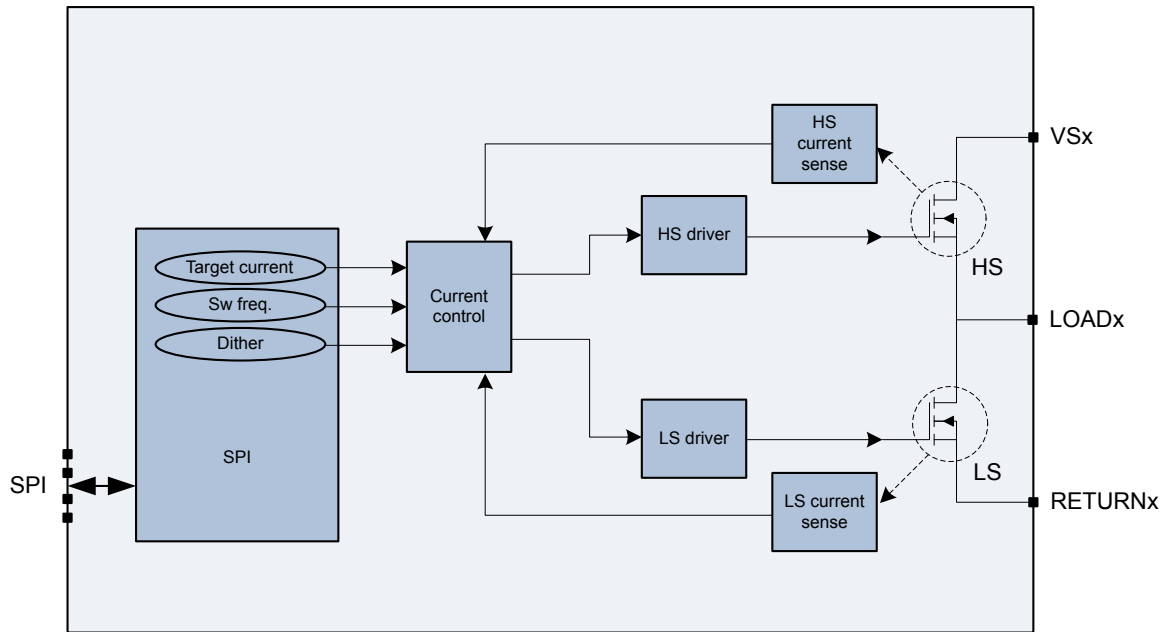 HS
current
sense
VSx
HS driver
HS
Target current
Sw freq.
Dither
Current
control
LOADx
LS driver
LS
SPI
SPI
LS current
sense
RETURNx